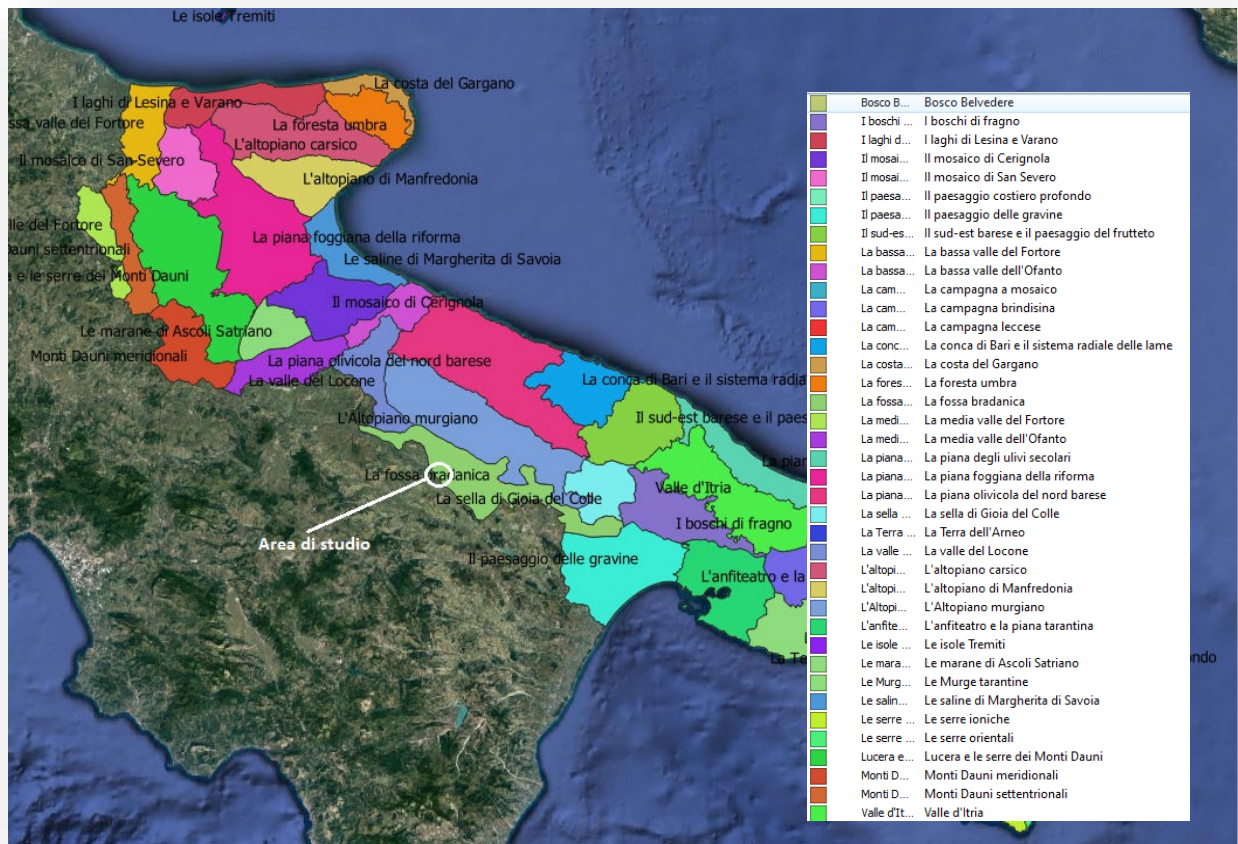 Le isole Tremiti
La costa del Gargano
I laghi di Lesina e Varano
ssa valle del Fortore
La foresta umbra
L'altopiano carsico
Il mosaico di San Severo
L'altopiano di Manfredonia
lle del Fortore
La piana foggiana della riforma
Dauni settentrionali
Le saline di Margherita di Savoia
a e le serre dei Monti Dauni
Il mosaico di Cerignola
Le marane di Ascoli Satriano
Monti Dauni meridionali
La piana olivicola del nord barese
La valle del Locone
La conca di Bari e il sistema radia
L'Altopiano murgiano
Il sud-est barese e il paes
La pian
La fossa bradanica
La sella di Gioia del Colle
Valle d'Itria
I boschi di fragno
Area di studio
Il paesaggio delle gravine
L'anfiteatro e la
La Te
ndo
Bosco B... Bosco Belvedere
I boschi ... I boschi di fragno
I laghi d... I laghi di Lesina e Varano
Il mosai... Il mosaico di Cerignola
Il mosai... Il mosaico di San Severo
Il paesa... Il paesaggio costiero profondo
Il paesa... Il paesaggio delle gravine
Il sud-es... Il sud-est barese e il paesaggio del frutteto
La bassa... La bassa valle del Fortore
La bassa... La bassa valle dell'Ofanto
La cam... La campagna a mosaico
La cam... La campagna brindisina
La cam... La campagna leccese
La conc... La conca di Bari e il sistema radiale delle lame
La costa... La costa del Gargano
La fores... La foresta umbra
La fossa... La fossa bradanica
La medi... La media valle del Fortore
La medi... La media valle dell'Ofanto
La piana... La piana degli ulivi secolari
La piana... La piana foggiana della riforma
La piana... La piana olivicola del nord barese
La sella ... La sella di Gioia del Colle
La Terra ... La Terra dell'Arneo
La valle ... La valle del Locone
L'altopi... L'altopiano carsico
L'altopi... L'altopiano di Manfredonia
L'Altopi... L'Altopiano murgiano
L'anfite... L'anfiteatro e la piana tarantina
Le isole ... Le isole Tremiti
Le mara... Le marane di Ascoli Satriano
Le Murg... Le Murge tarantine
Le salin... Le saline di Margherita di Savoia
Le serre ... Le serre ioniche
Le serre ... Le serre orientali
Lucera e... Lucera e le serre dei Monti Dauni
Monti D... Monti Dauni meridionali
Monti D... Monti Dauni settentrionali
Valle d'It... Valle d'Itria